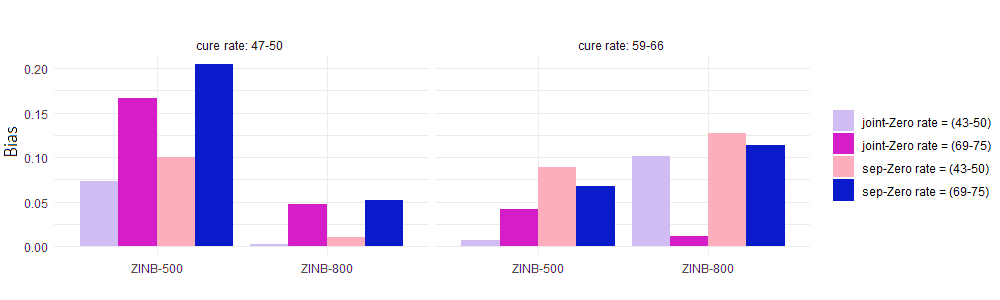 cure rate: 47-50
cure rate: 59-66
Bias
0.20
0.15
0.10
0.05
0.00
ZINB-500
ZINB-800
ZINB-500
ZINB-800
joint-Zero rate = (43-50)
joint-Zero rate = (69-75)
sep-Zero rate = (43-50)
sep-Zero rate = (69-75)